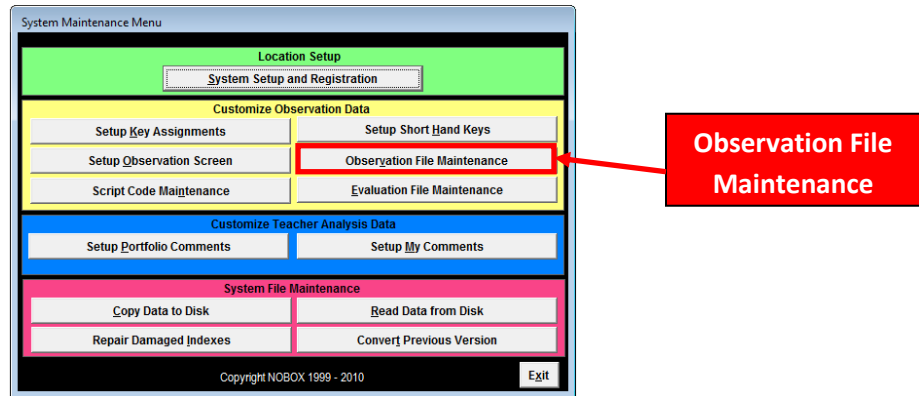 System Maintenance Menu
Location Setup
System Setup and Registration
Customize Observation Data
Setup Key Assignments
Setup Short Hand Keys
Setup Observation Screen
Observation File Maintenance
Script Code Maintenance
Evaluation File Maintenance
Customize Teacher Analysis Data
Setup Portfolio Comments
Setup My Comments
System File Maintenance
Copy Data to Disk
Read Data from Disk
Repair Damaged Indexes
Convert Previous Version
Copyright NOBOX 1999 - 2010
Exit
Observation File
Maintenance